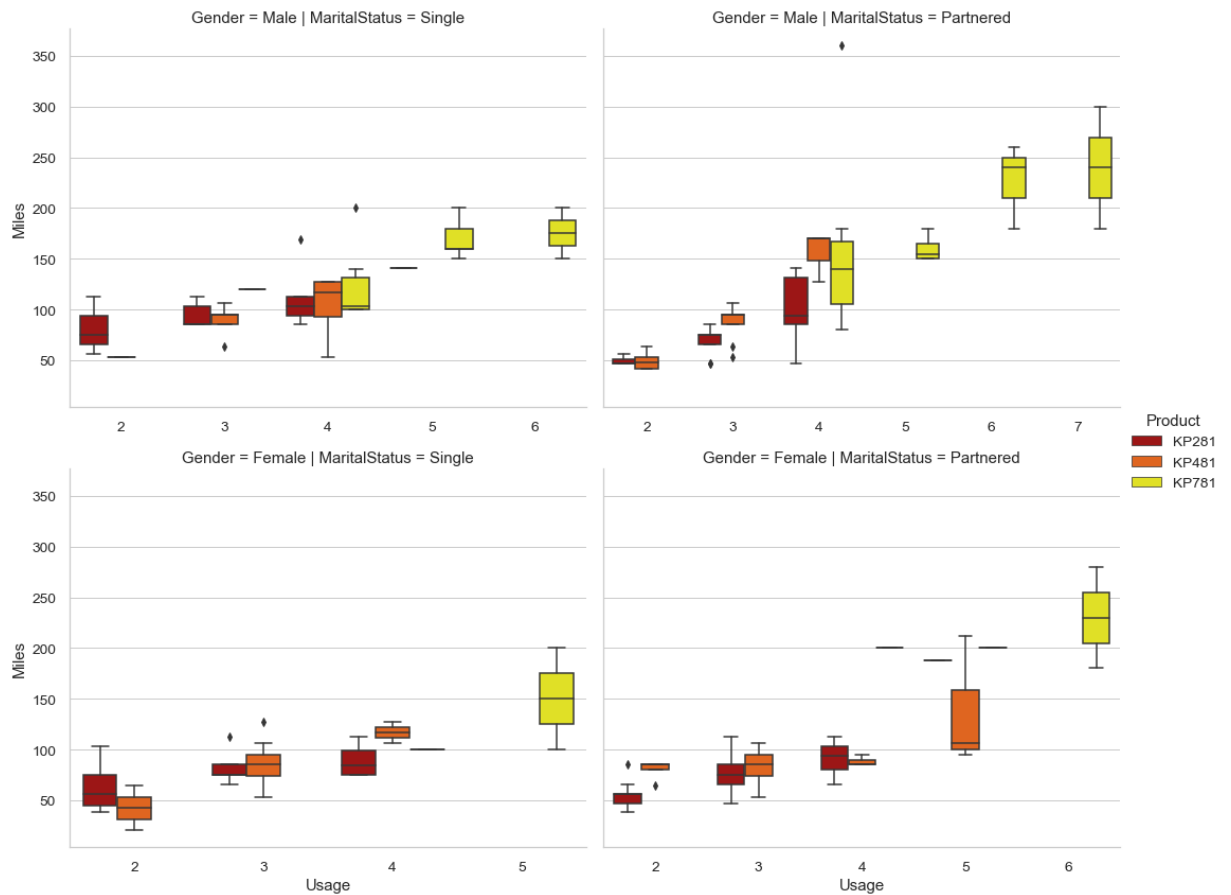 Gender = Male | MaritalStatus = Single
Gender = Male | MaritalStatus = Partnered
350
300
250
200
150
100
50
Miles
2 3 4 5 6
2 3 4 5 6 7
Product
KP281
KP481
KP781
Gender = Female | MaritalStatus = Single
Gender = Female | MaritalStatus = Partnered
350
300
250
200
150
100
50
Miles
2 3 4 5
Usage
2 3 4 5 6
Usage